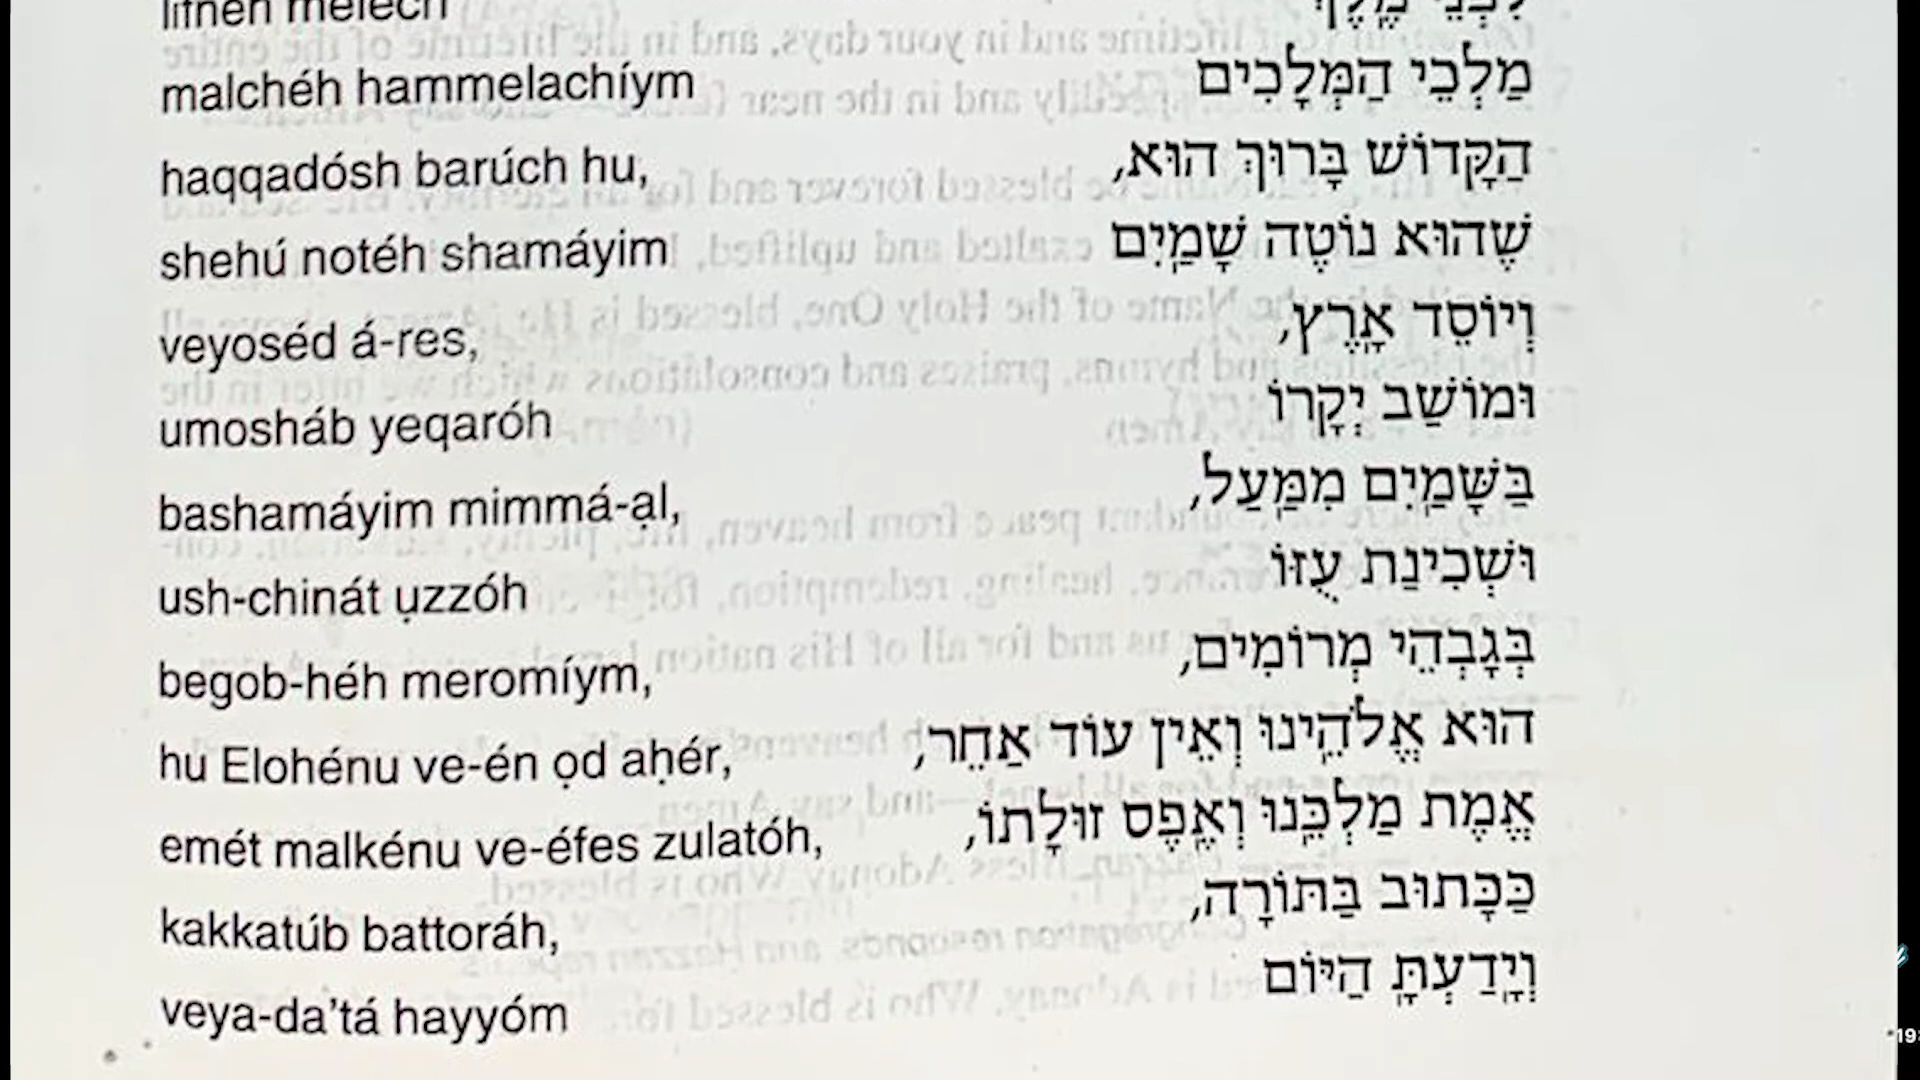 lifnéh mélech לִפְנֵי מֶֽלֶךְ
malchéh hammelachíym מַלְכֵי הַמְּלָכִים
haqqadósh barúch hu, הַקָּדוֹשׁ בָּרוּךְ הוּא,
shehú notéh shamáyim שֶׁהוּא נוֹטֶה שָׁמַֽיִם
veyoséd á-res, וְיוֹסֵד אָֽרֶץ,
umosháb yeqaróh וּמוֹשַׁב יְקָרוֹ
bashamáyim mimmá-ạl, בַּשָּׁמַֽיִם מִמַּֽעַל,
ush-chinát ụzzóh וּשְׁכִינַת עֻזּוֹ
begob-héh meromíym, בְּגָבְהֵי מְרוֹמִים,
hu Elohénu ve-én ọd aḥér, הוּא אֱלֹהֵֽינוּ וְאֵין עוֹד אַחֵר,
emét malkénu ve-éfes zulatóh, אֱמֶת מַלְכֵּֽנוּ וְאֶֽפֶס זוּלָתוֹ,
kakkatúb battoráh, כַּכָּתוּב בַּתּוֹרָה,
veya-da’tá hayyóm וְיָֽדַעְתָּֽ הַיּוֹם